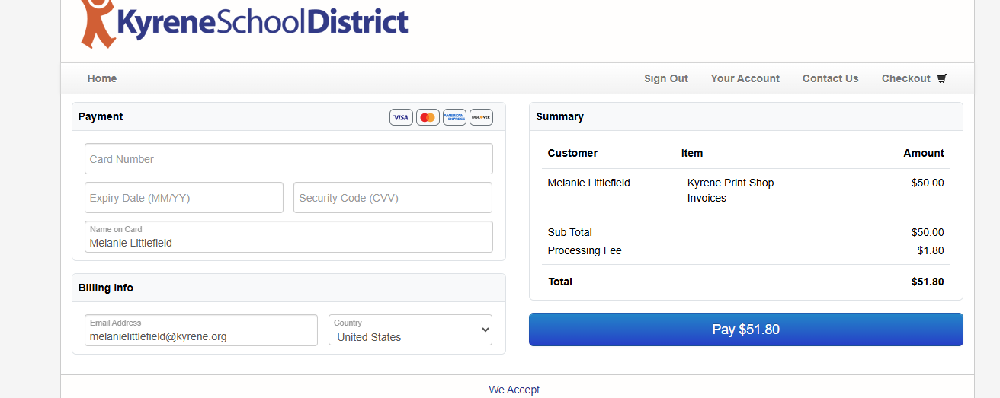 KyreneSchoolDistrict
Home Sign Out Your Account Contact Us Checkout
Payment VISA AMERICAN EXPRESS DISCOVER
Card Number
Expiry Date (MM/YY) Security Code (CVV)
Name on Card
Melanie Littlefield
Billing Info
Email Address
melanielittlefield@kyrene.org
Country
United States
Summary
Customer Item Amount
Melanie Littlefield Kyrene Print Shop $50.00
Invoices
Sub Total $50.00
Processing Fee $1.80
Total $51.80
Pay $51.80
We Accept